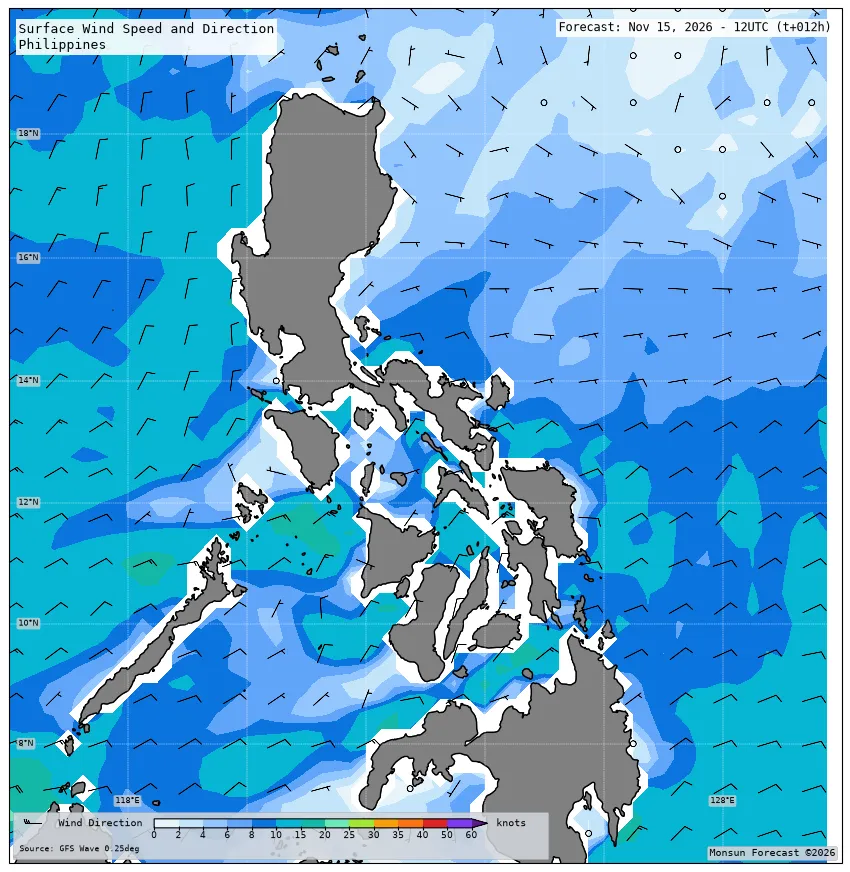 Surface Wind Speed and Direction
Philippines
Forecast: Nov 15, 2026 - 12UTC (t+012h)
18°N
16°N
14°N
12°N
10°N
8°N
118°E
128°E
Wind Direction
knots
0 2 4 6 8 10 15 20 25 30 35 40 50 60
Source: GFS Wave 0.25deg
Monsun Forecast ©2026